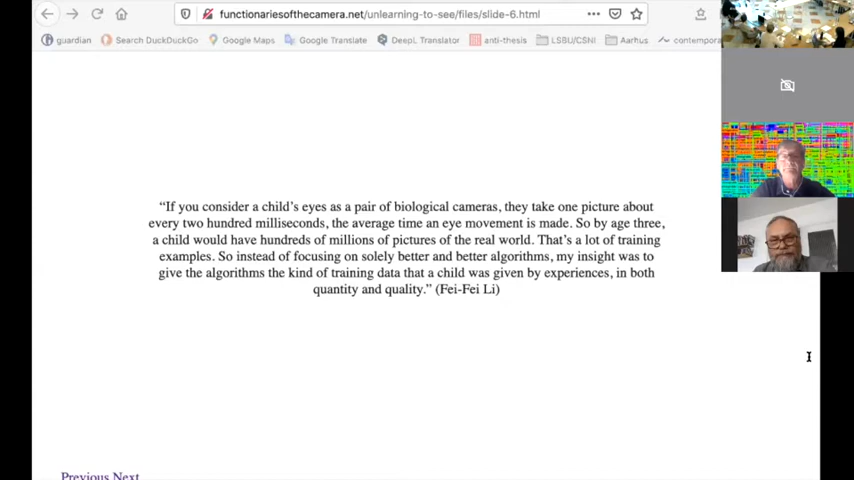 functionariesofthecamera.net/unlearning-to-see/files/slide-6.html
guardian Search DuckDuckGo Google Maps Google Translate DeepL Translator anti-thesis LSBU/CSNI Aarhus contempora
“If you consider a child’s eyes as a pair of biological cameras, they take one picture about
every two hundred milliseconds, the average time an eye movement is made. So by age three,
a child would have hundreds of millions of pictures of the real world. That’s a lot of training
examples. So instead of focusing on solely better and better algorithms, my insight was to
give the algorithms the kind of training data that a child was given by experiences, in both
quantity and quality.” (Fei-Fei Li)
Previous Next